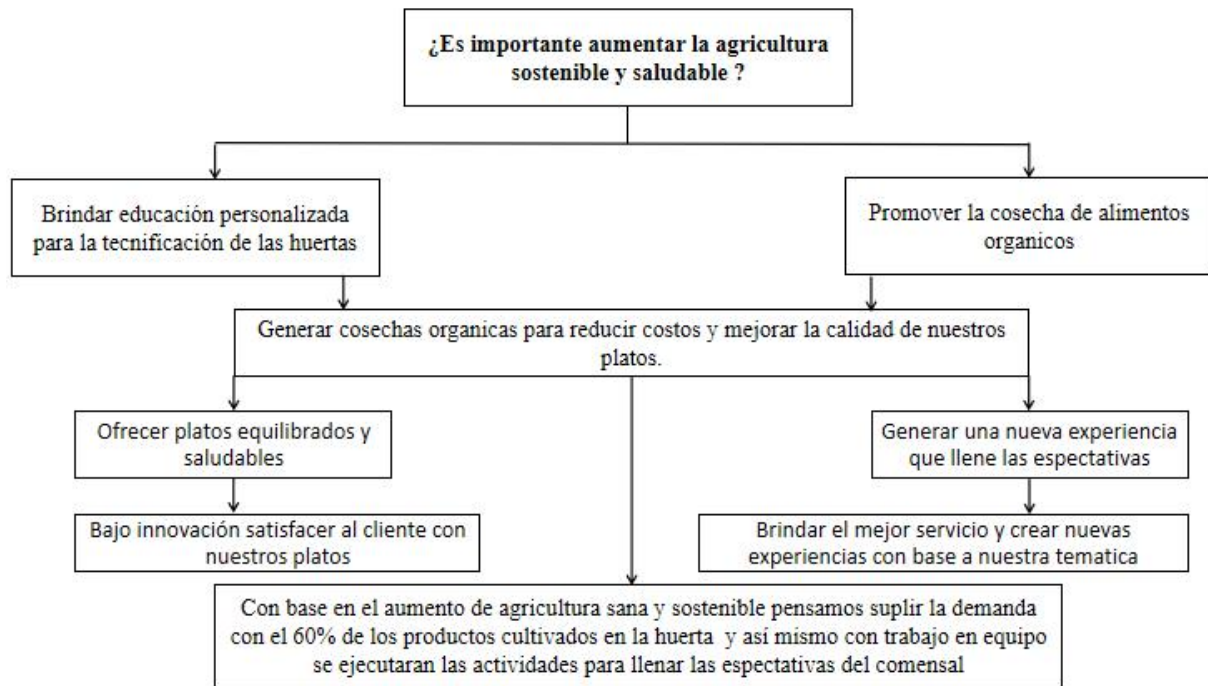 ¿Es importante aumentar la agricultura
sostenible y saludable ?
Brindar educación personalizada
para la tecnificación de las huertas
Promover la cosecha de alimentos
organicos
Generar cosechas organicas para reducir costos y mejorar la calidad de nuestros
platos.
Ofrecer platos equilibrados y
saludables
Generar una nueva experiencia
que llene las espectativas
Bajo innovación satisfacer al cliente con
nuestros platos
Brindar el mejor servicio y crear nuevas
experiencias con base a nuestra tematica
Con base en el aumento de agricultura sana y sostenible pensamos suplir la demanda
con el 60% de los productos cultivados en la huerta y así mismo con trabajo en equipo
se ejecutaran las actividades para llenar las espectativas del comensal